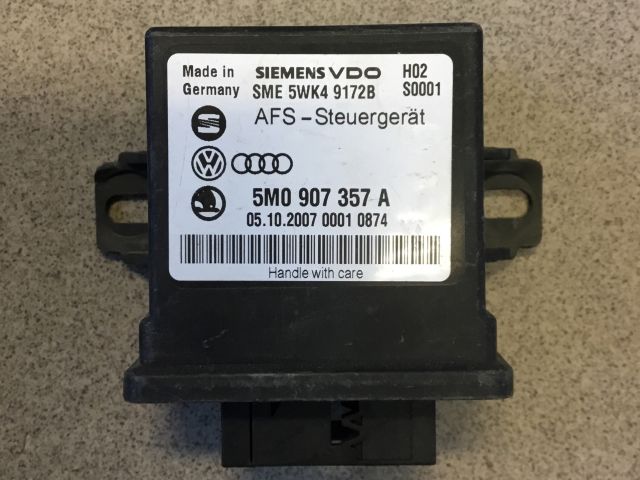 Made in Germany SIEMENS VDO H02
SME 5WK4 9172B S0001
AFS-Steuergerät
5M0 907 357 A
05.10.2007 0001 0874
Handle with care